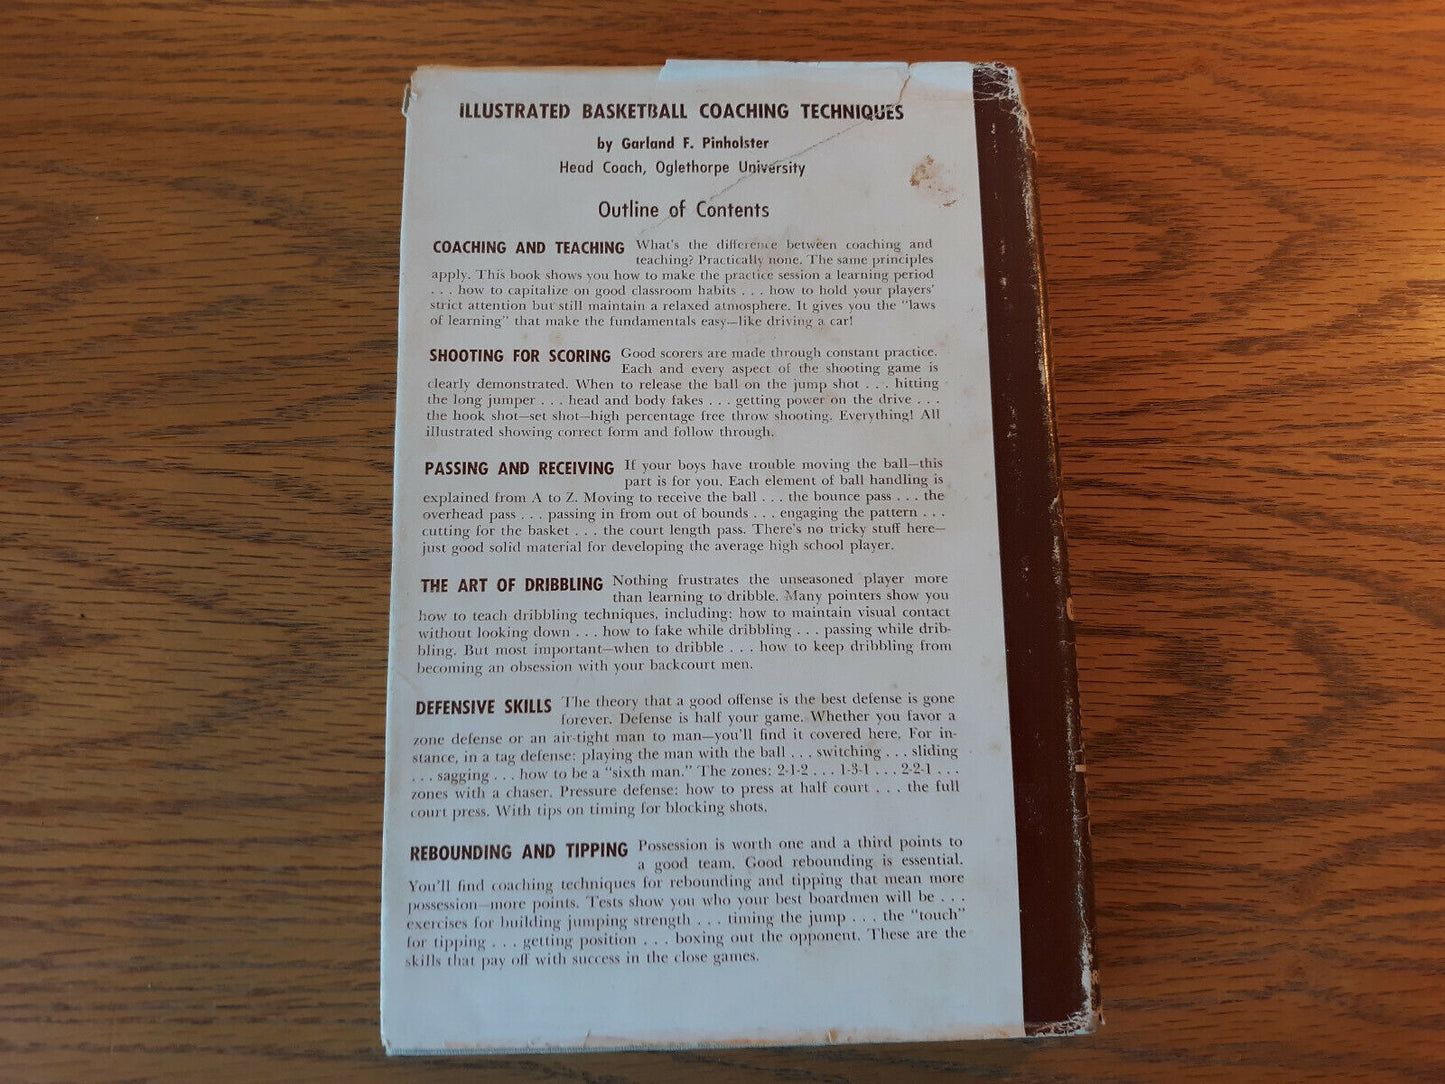 ILLUSTRATED BASKETBALL COACHING TECHNIQUES
by Garland F. Pinholster
Head Coach, Oglethorpe University
Outline of Contents
COACHING AND TEACHING What's the difference between coaching and
teaching? Practically none. The same principles
apply. This book shows you how to make the practice session a learning period
. . . how to capitalize on good classroom habits . . . how to hold your players'
strict attention but still maintain a relaxed atmosphere. It gives you the "laws
of learning" that make the fundamentals easy—like driving a car!
SHOOTING FOR SCORING Good scorers are made through constant practice.
Each and every aspect of the shooting game is
clearly demonstrated. When to release the ball on the jump shot . . . hitting
the long jumper . . . head and body fakes . . . getting power on the drive . . .
the hook shot—set shot—high percentage free throw shooting. Everything! All
illustrated showing correct form and follow through.
PASSING AND RECEIVING If your boys have trouble moving the ball—this
part is for you. Each element of ball handling is
explained from A to Z. Moving to receive the ball . . . the bounce pass . . . the
overhead pass . . . passing in from out of bounds . . . engaging the pattern . . .
cutting for the basket . . . the court length pass. There's no tricky stuff here—
just good solid material for developing the average high school player.
THE ART OF DRIBBLING Nothing frustrates the unseasoned player more
than learning to dribble. Many pointers show you
how to teach dribbling techniques, including: how to maintain visual contact
without looking down . . . how to fake while dribbling . . . passing while drib-
bling. But most important—when to dribble . . . how to keep dribbling from
becoming an obsession with your backcourt men.
DEFENSIVE SKILLS The theory that a good offense is the best defense is gone
forever. Defense is half your game. Whether you favor a
zone defense or an air-tight man to man—you'll find it covered here. For in-
stance, in a tag defense: playing the man with the ball . . . switching . . . sliding
. . . sagging . . . how to be a "sixth man." The zones: 2-1-2 . . . 1-3-1 . . . 2-2-1 . . .
zones with a chaser. Pressure defense: how to press at half court . . . the full
court press. With tips on timing for blocking shots.
REBOUNDING AND TIPPING Possession is worth one and a third points to
a good team. Good rebounding is essential.
You'll find coaching techniques for rebounding and tipping that mean more
possession—more points. Tests show you who your best boardmen will be . . .
exercises for building jumping strength . . . timing the jump . . . the "touch"
for tipping . . . getting position . . . boxing out the opponent. These are the
skills that pay off with success in the close games.